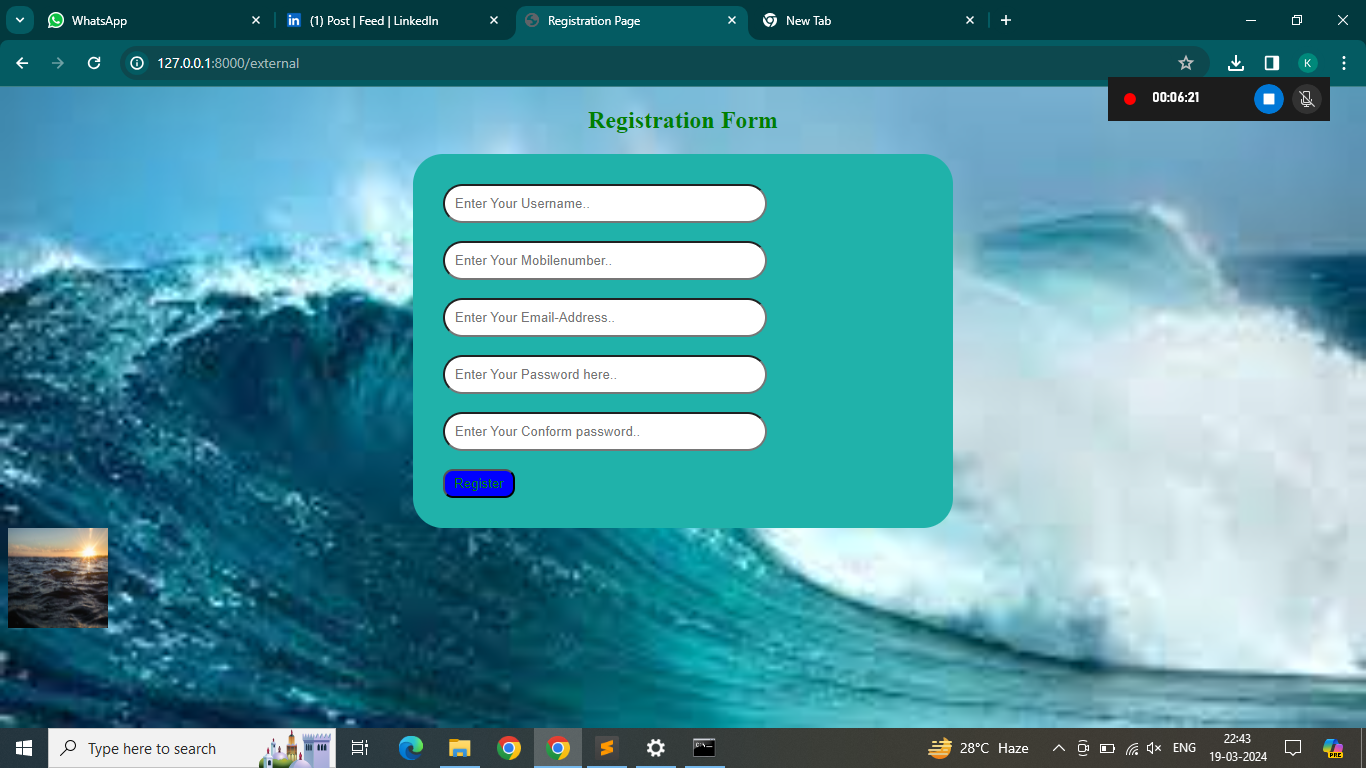 WhatsApp
(1) Post | Feed | LinkedIn
Registration Page
New Tab
127.0.0.1:8000/external
K
00:06:21
Registration Form
Enter Your Username..
Enter Your Mobilenumber..
Enter Your Email-Address..
Enter Your Password here..
Enter Your Conform password..
Register
Type here to search
28°C Haze
ENG
22:43
19-03-2024
PRE